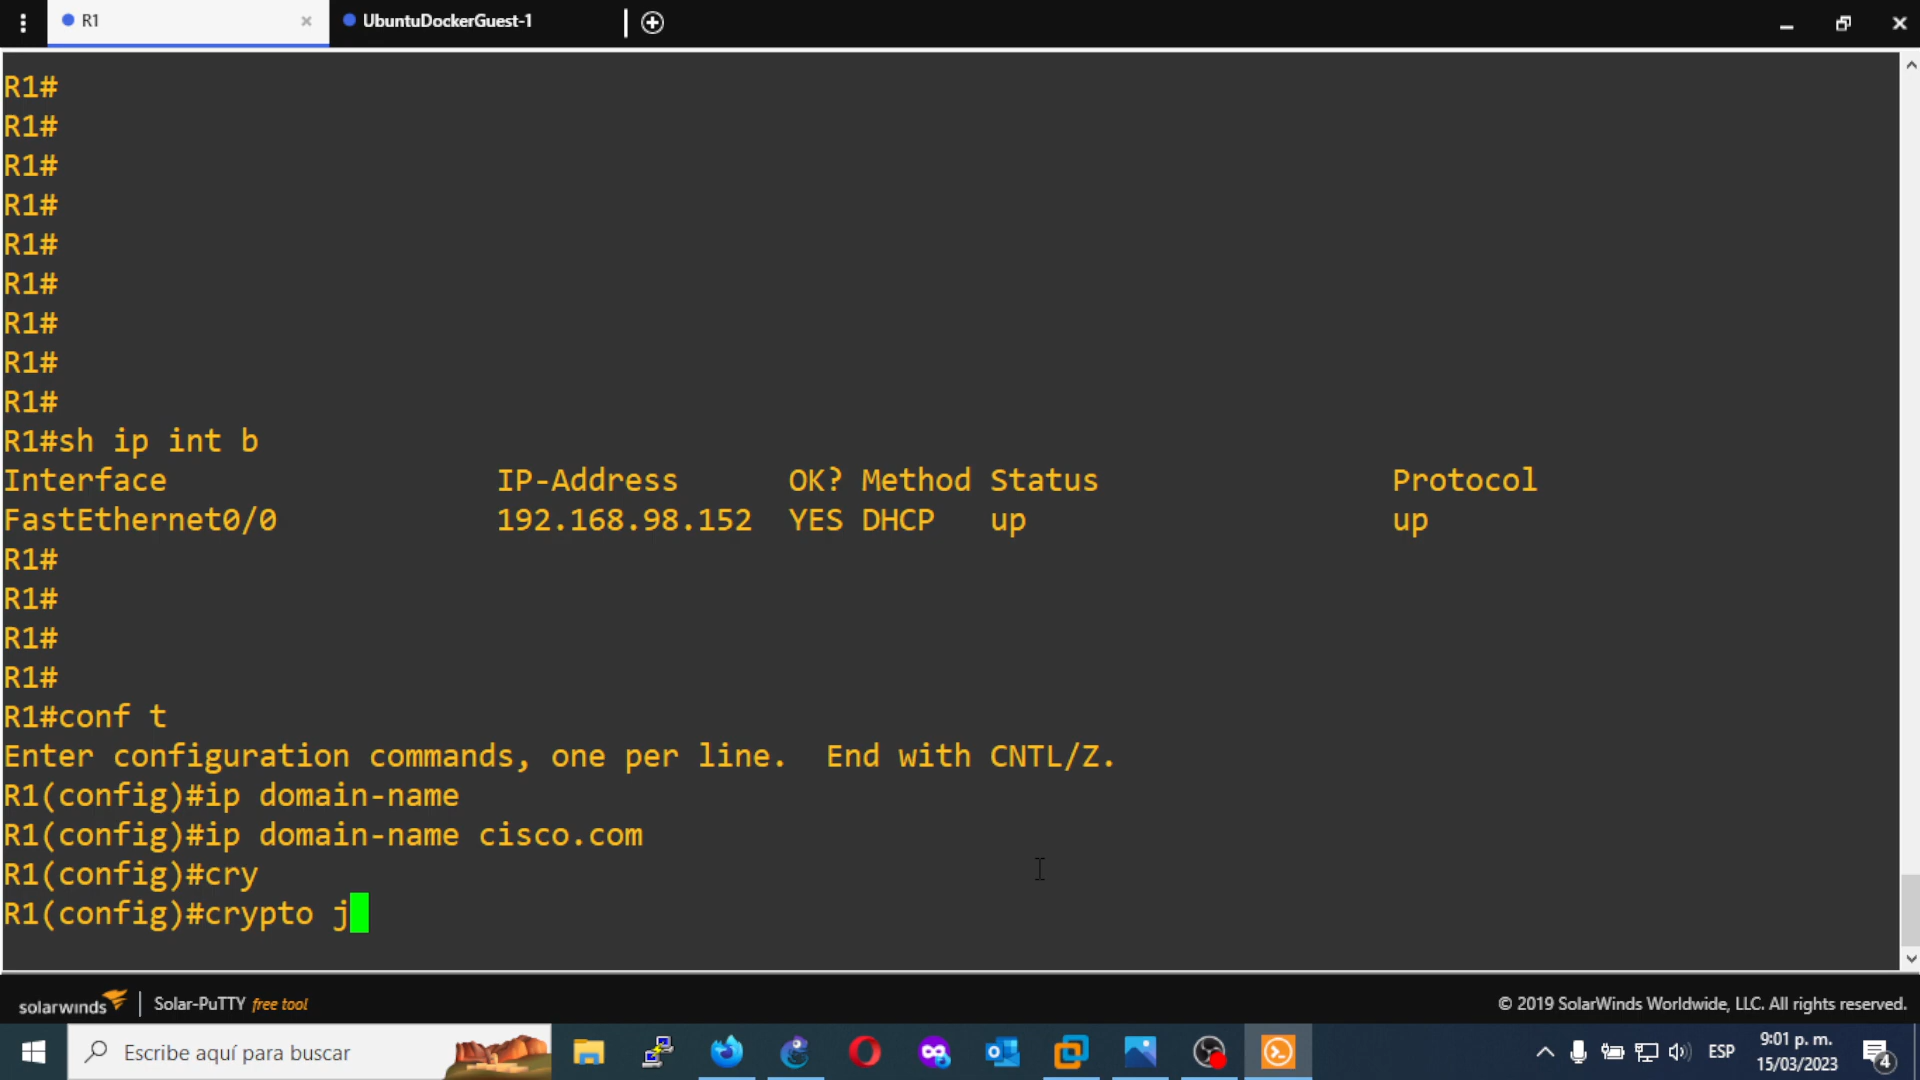 R1
UbuntuDockerGuest-1
R1#
R1#
R1#
R1#
R1#
R1#
R1#
R1#
R1#
R1#sh ip int b
Interface IP-Address OK? Method Status Protocol
FastEthernet0/0 192.168.98.152 YES DHCP up up
R1#
R1#
R1#
R1#
R1#conf t
Enter configuration commands, one per line. End with CNTL/Z.
R1(config)#ip domain-name
R1(config)#ip domain-name cisco.com
R1(config)#cry
R1(config)#crypto j
solarwinds Solar-PuTTY free tool © 2019 SolarWinds Worldwide, LLC. All rights reserved.
Escribe aquí para buscar
ESP
9:01 p. m.
15/03/2023
4